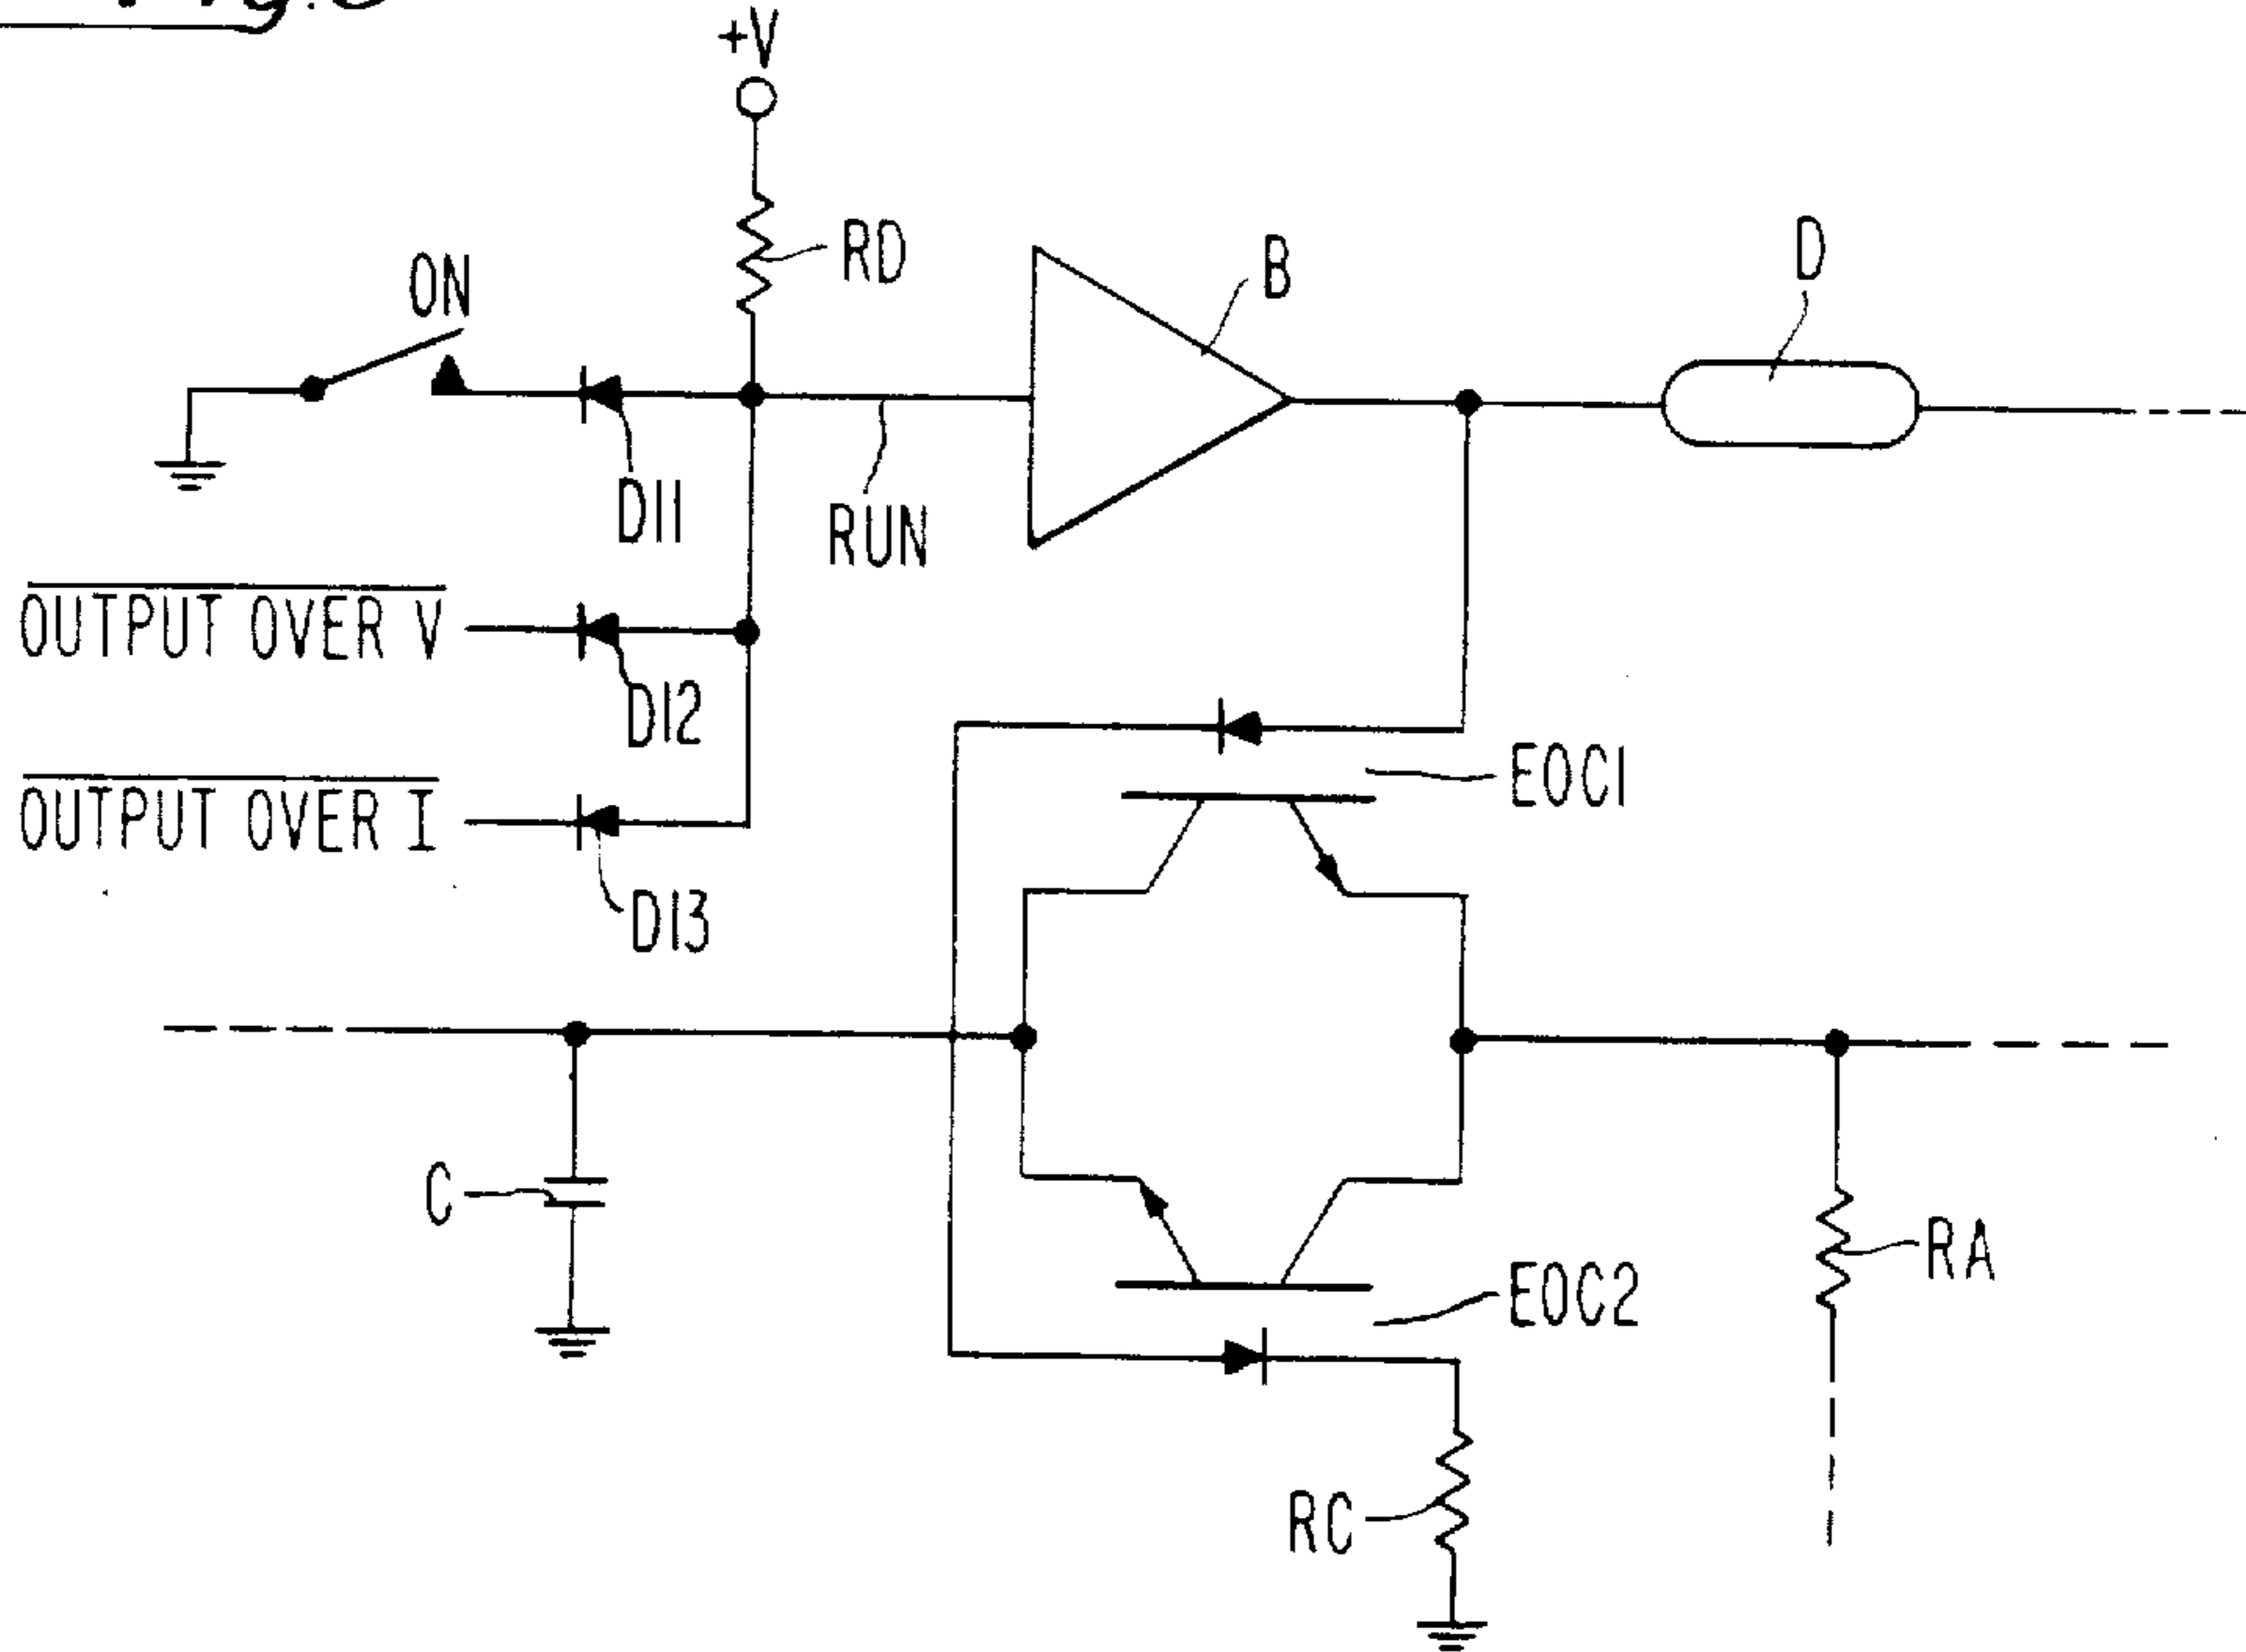 +V
RD
ON
B
D
D11
RUN
OUTPUT OVER V
D12
EOC1
OUTPUT OVER I
D13
C
EOC2
RA
RC